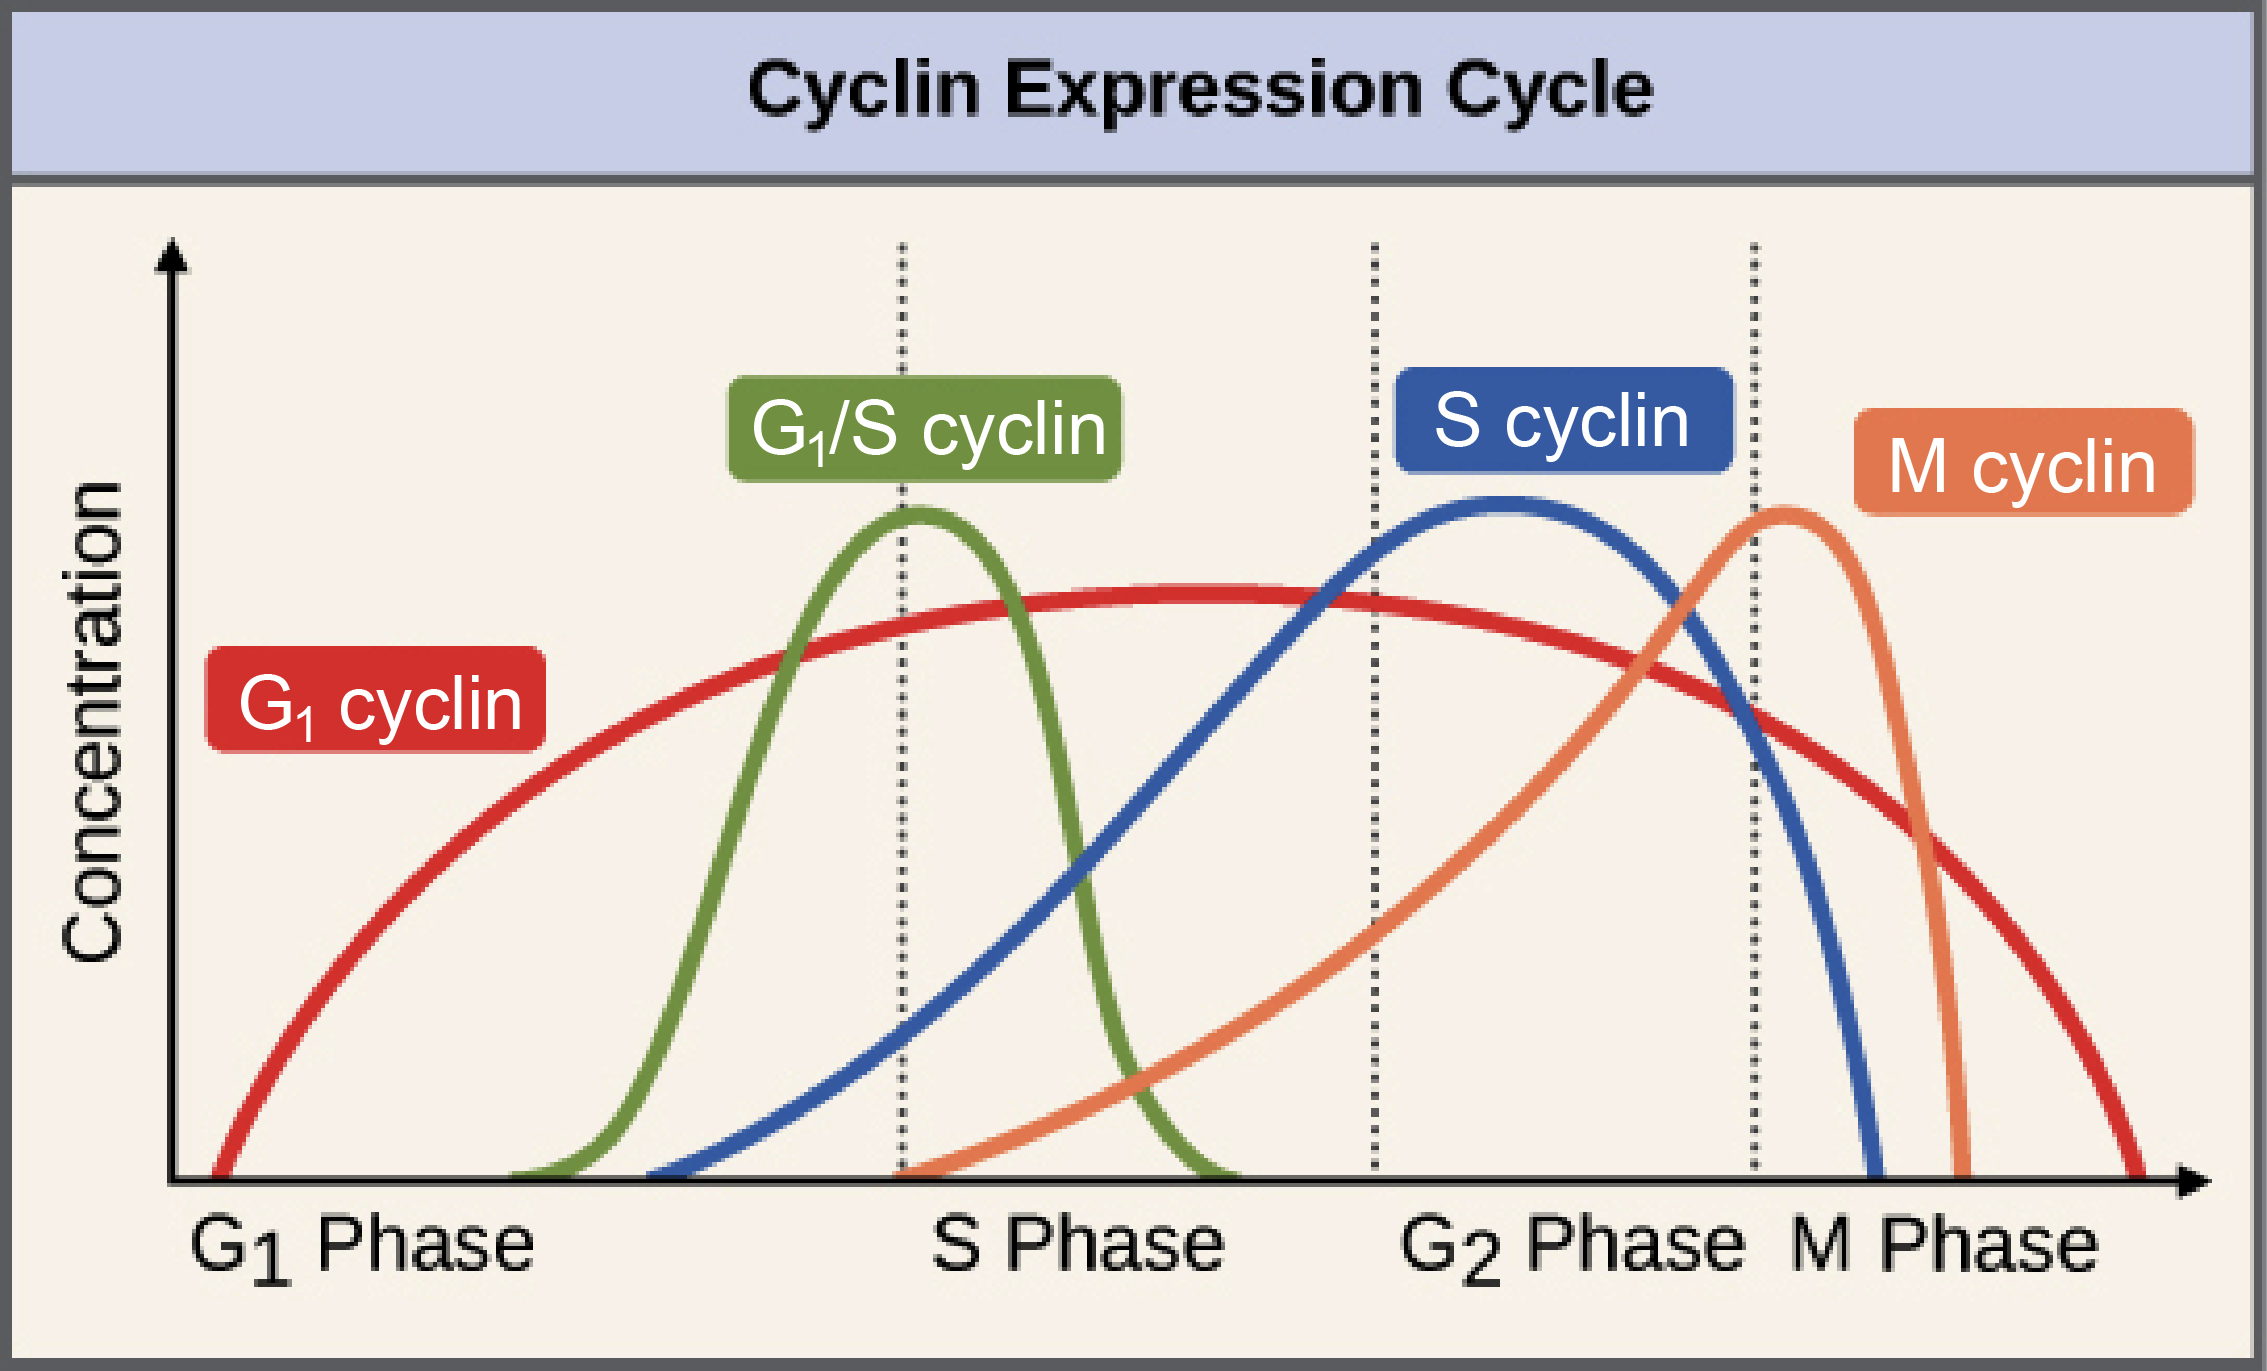 Cyclin Expression Cycle
G₁/S cyclin
S cyclin
M cyclin
G₁ cyclin
Concentration
G₁ Phase
S Phase
G₂ Phase
M Phase